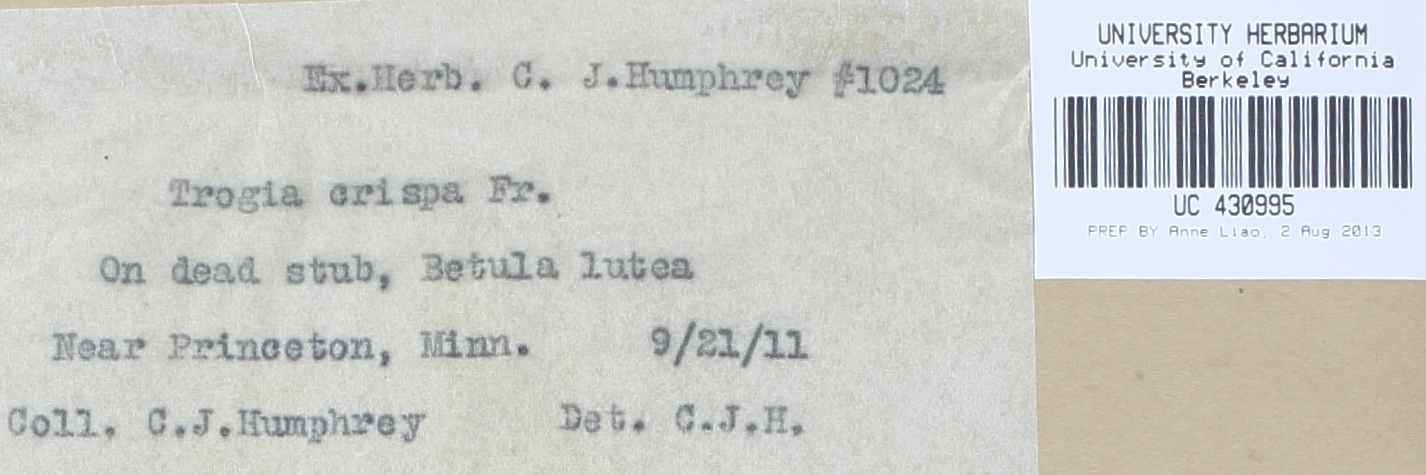 Ex.Herb. C. J.Humphrey #1024
Trogia crispa Fr.
On dead stub, Betula lutea
Near Princeton, Minn. 9/21/11
Coll. C.J.Humphrey Det. C.J.H.
UNIVERSITY HERBARIUM
University of California
Berkeley
UC 430995
PREP BY Anne Liao, 2 Aug 2013